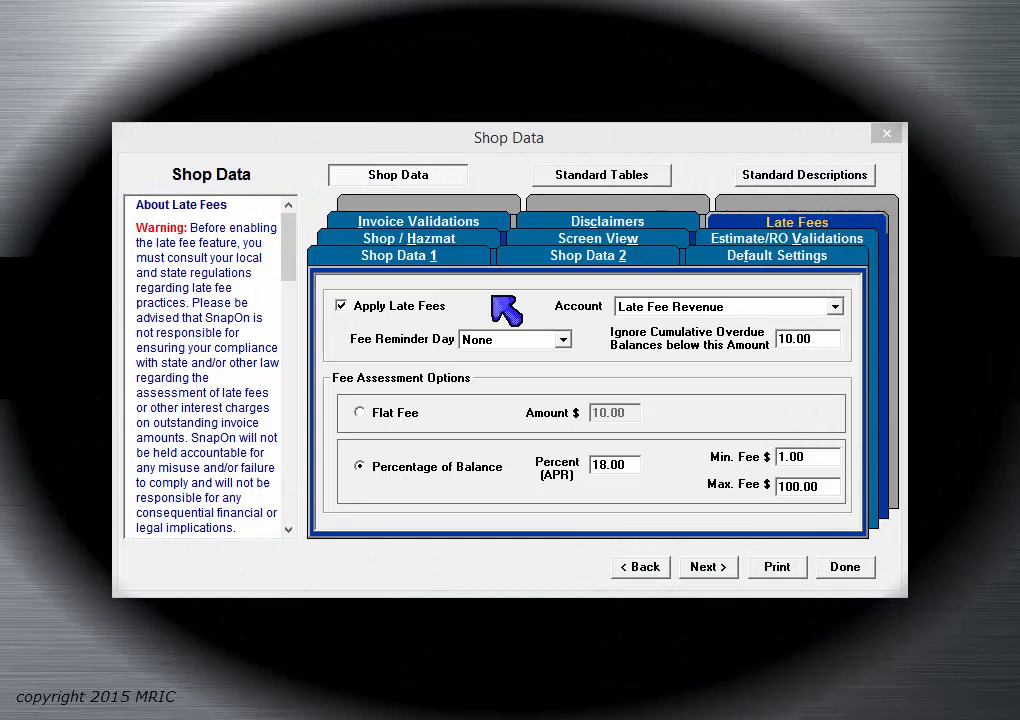 Shop Data
Shop Data
Shop Data
Standard Tables
Standard Descriptions
About Late Fees
Warning: Before enabling
the late fee feature, you
must consult your local
and state regulations
regarding late fee
practices. Please be
advised that SnapOn is
not responsible for
ensuring your compliance
with state and/or other law
regarding the
assessment of late fees
or other interest charges
on outstanding invoice
amounts. SnapOn will not
be held accountable for
any misuse and/or failure
to comply and will not be
responsible for any
consequential financial or
legal implications.
Invoice Validations
Disclaimers
Late Fees
Shop / Hazmat
Screen View
Estimate/RO Validations
Shop Data 1
Shop Data 2
Default Settings
Apply Late Fees
Account
Late Fee Revenue
Fee Reminder Day
None
Ignore Cumulative Overdue
Balances below this Amount
10.00
Fee Assessment Options
Flat Fee
Amount $
10.00
Percentage of Balance
Percent
(APR)
18.00
Min. Fee $
1.00
Max. Fee $
100.00
< Back
Next >
Print
Done
copyright 2015 MRIC